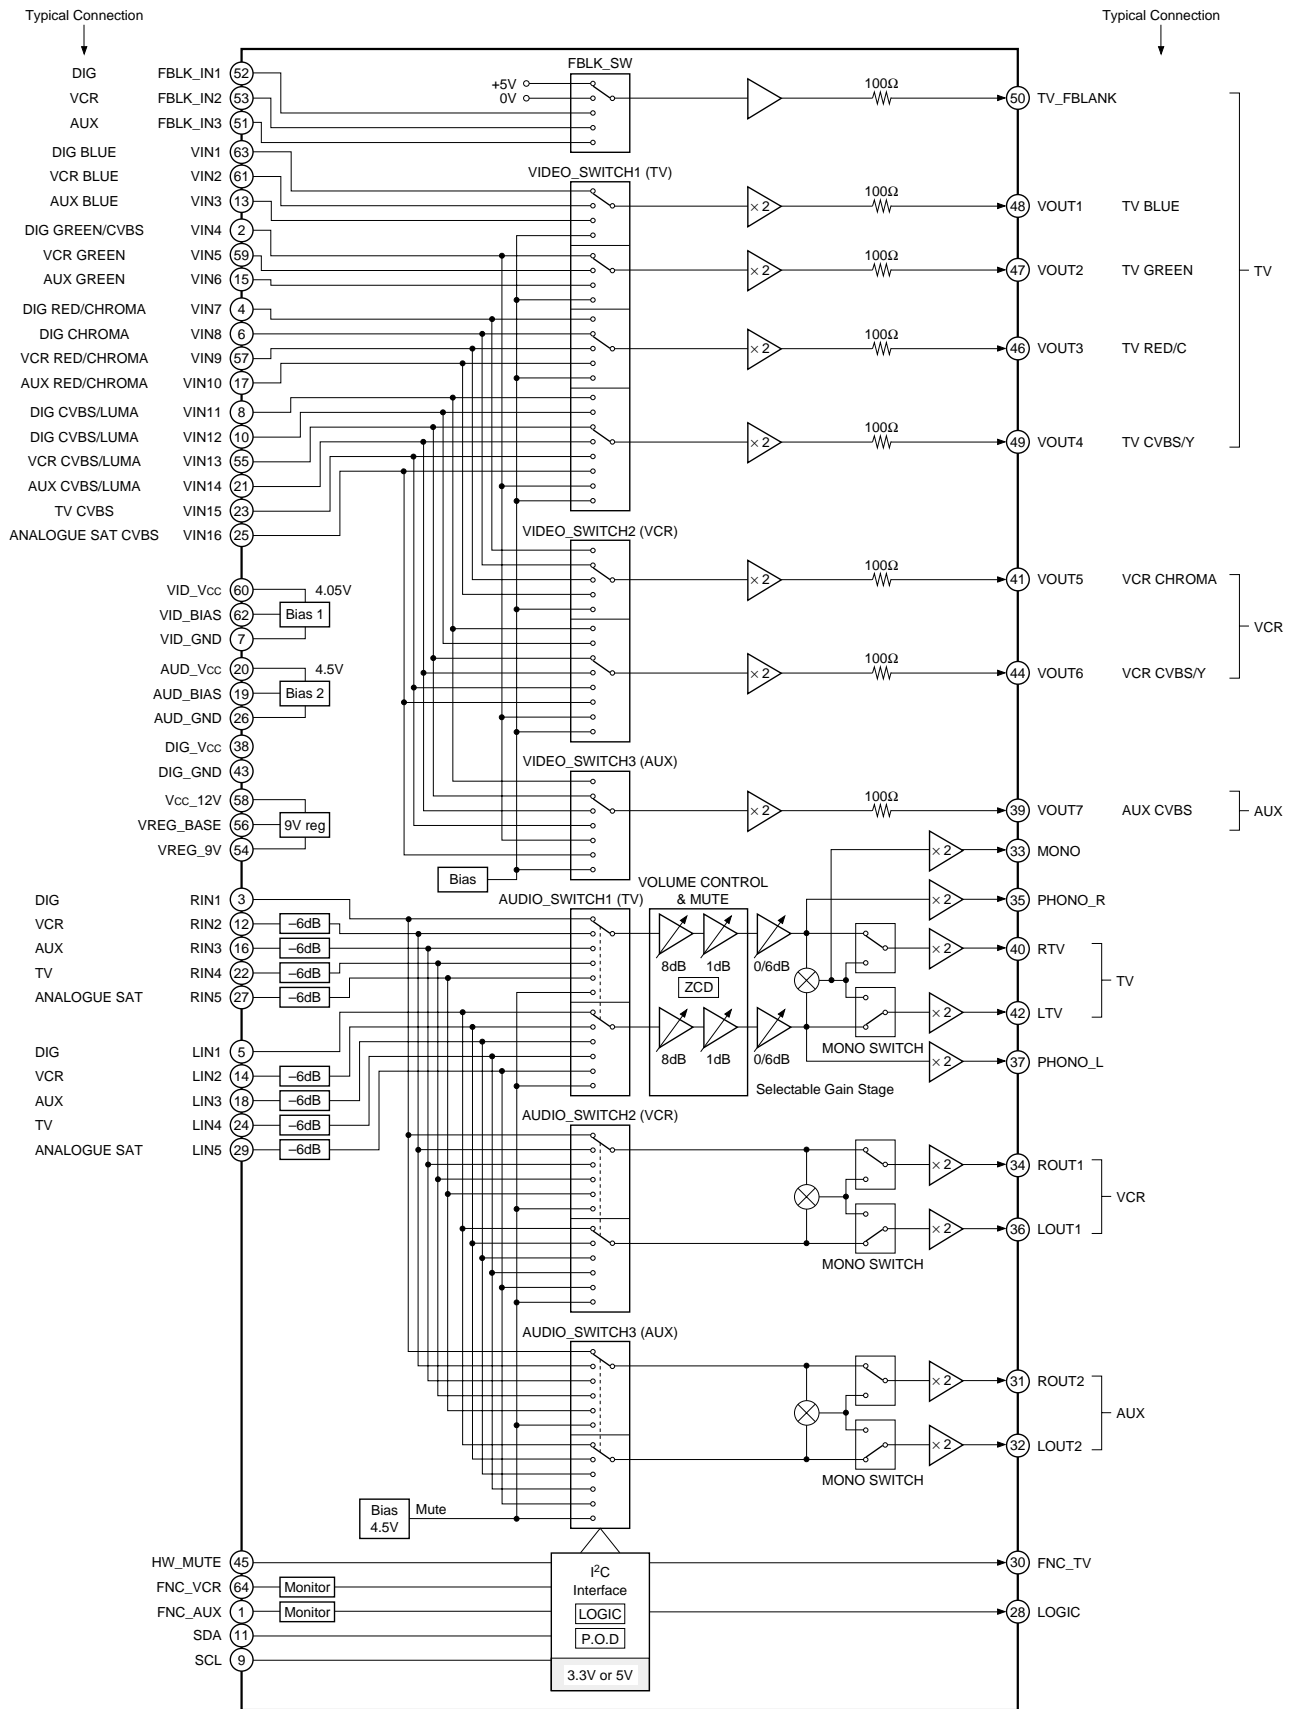 Typical Connection
Typical Connection
FBLK_SW
DIG FBLK_IN1 52
+5V
100Ω
VCR FBLK_IN2 53
0V
50 TV_FBLANK
AUX FBLK_IN3 51
DIG BLUE VIN1 63
VIDEO_SWITCH1 (TV)
VCR BLUE VIN2 61
100Ω
AUX BLUE VIN3 13
×2
48 VOUT1 TV BLUE
DIG GREEN/CVBS VIN4 2
VCR GREEN VIN5 59
100Ω
×2
47 VOUT2 TV GREEN
TV
AUX GREEN VIN6 15
DIG RED/CHROMA VIN7 4
DIG CHROMA VIN8 6
100Ω
VCR RED/CHROMA VIN9 57
×2
46 VOUT3 TV RED/C
AUX RED/CHROMA VIN10 17
DIG CVBS/LUMA VIN11 8
DIG CVBS/LUMA VIN12 10
100Ω
×2
49 VOUT4 TV CVBS/Y
VCR CVBS/LUMA VIN13 55
AUX CVBS/LUMA VIN14 21
TV CVBS VIN15 23
ANALOGUE SAT CVBS VIN16 25
VIDEO_SWITCH2 (VCR)
100Ω
×2
41 VOUT5 VCR CHROMA
VID_Vcc 60
4.05V
VID_BIAS 62
Bias 1
VCR
VID_GND 7
AUD_Vcc 20
4.5V
100Ω
×2
44 VOUT6 VCR CVBS/Y
AUD_BIAS 19
Bias 2
AUD_GND 26
DIG_Vcc 38
VIDEO_SWITCH3 (AUX)
DIG_GND 43
Vcc_12V 58
100Ω
×2
39 VOUT7 AUX CVBS
AUX
VREG_BASE 56
9V reg
VREG_9V 54
×2
33 MONO
Bias
VOLUME CONTROL
& MUTE
AUDIO_SWITCH1 (TV)
DIG RIN1 3
×2
35 PHONO_R
VCR RIN2 12
–6dB
AUX RIN3 16
–6dB
×2
40 RTV
TV RIN4 22
–6dB
8dB
1dB
0/6dB
TV
ANALOGUE SAT RIN5 27
–6dB
ZCD
×2
42 LTV
DIG LIN1 5
MONO SWITCH
8dB
1dB
0/6dB
×2
37 PHONO_L
VCR LIN2 14
–6dB
Selectable Gain Stage
AUX LIN3 18
–6dB
TV LIN4 24
–6dB
AUDIO_SWITCH2 (VCR)
ANALOGUE SAT LIN5 29
–6dB
×2
34 ROUT1
VCR
×2
36 LOUT1
MONO SWITCH
AUDIO_SWITCH3 (AUX)
×2
31 ROUT2
AUX
×2
32 LOUT2
MONO SWITCH
Bias
4.5V
Mute
HW_MUTE 45
30 FNC_TV
I²C
Interface
FNC_VCR 64
Monitor
FNC_AUX 1
Monitor
LOGIC
28 LOGIC
SDA 11
P.O.D
SCL 9
3.3V or 5V